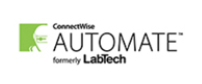 ConnectWise
AUTOMATE™
formerly LabTech